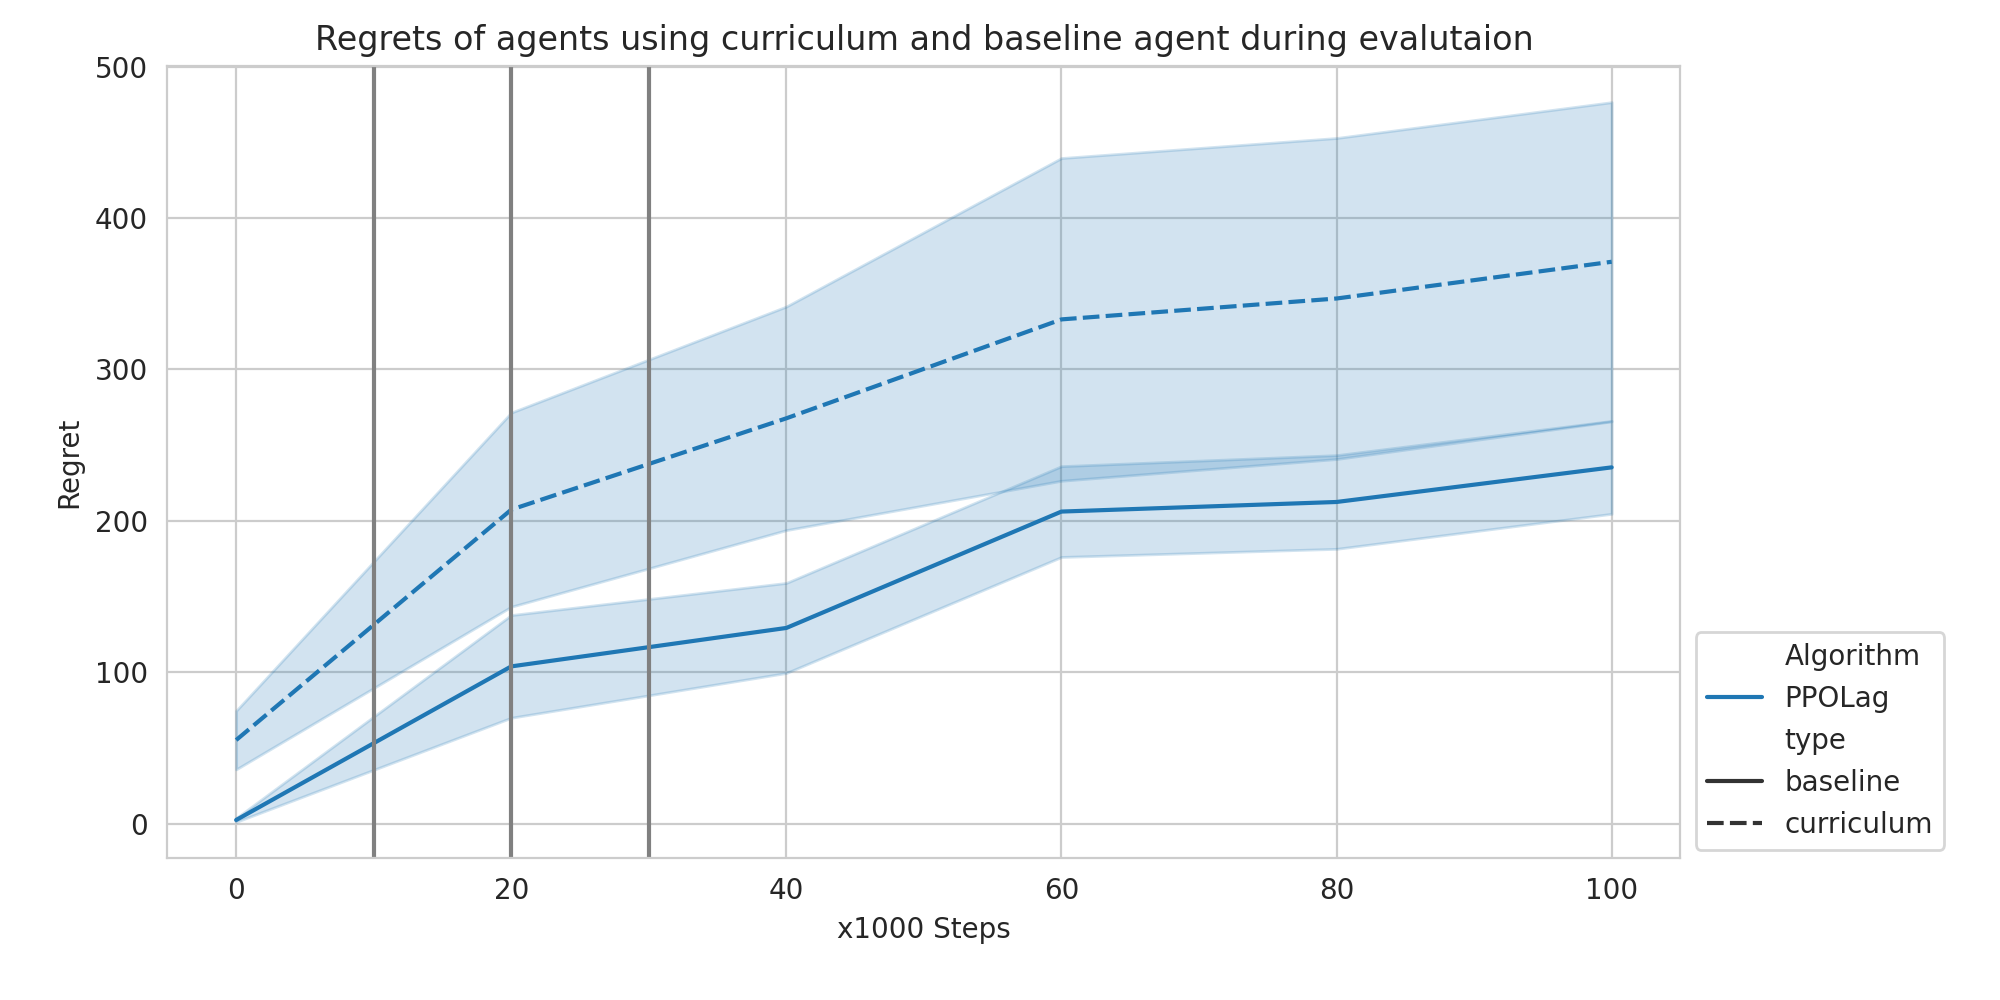 Regrets of agents using curriculum and baseline agent during evalutaion
500
400
300
200
100
0
Regret
0 20 40 60 80 100
x1000 Steps
Algorithm
PPOLag
type
baseline
curriculum